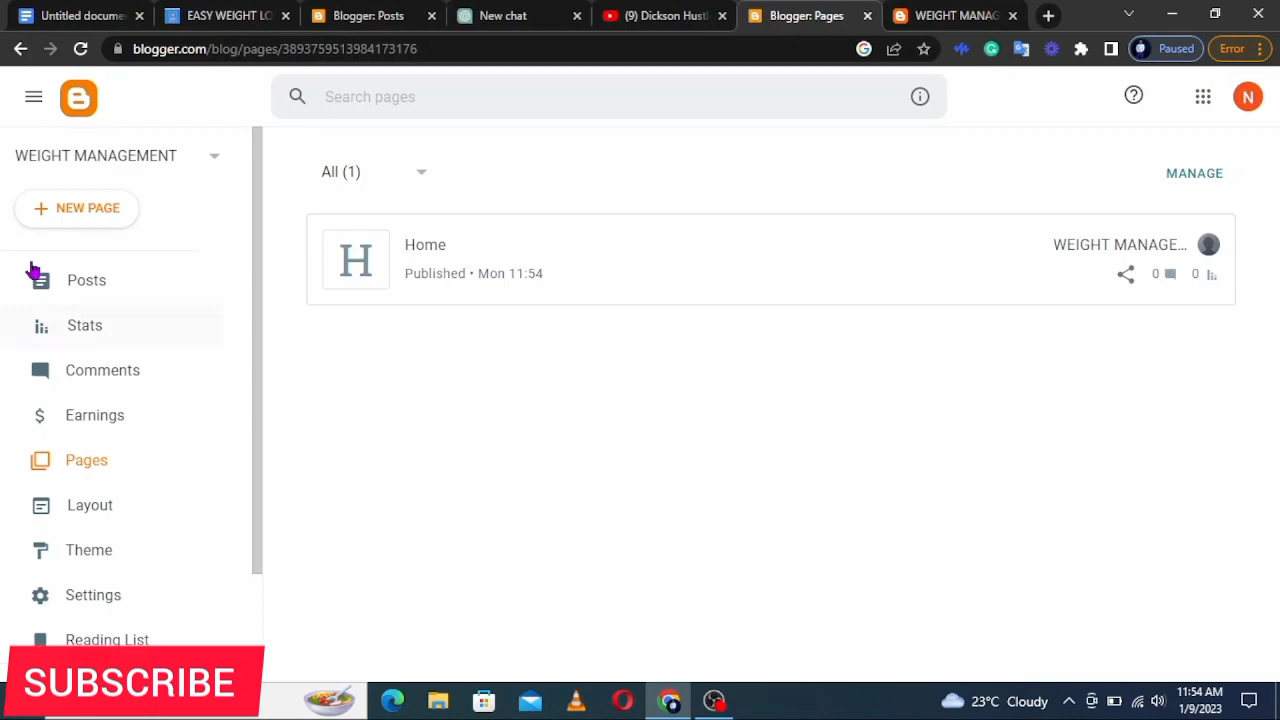 Untitled docume
EASY WEIGHT LO
Blogger: Posts
New chat
(9) Dickson Hustl
Blogger: Pages
WEIGHT MANAG
blogger.com/blog/pages/3893759513984173176
Paused
Error
Search pages
N
WEIGHT MANAGEMENT
All (1)
MANAGE
NEW PAGE
H
Home
WEIGHT MANAGE...
Published • Mon 11:54
0
0
Posts
Stats
Comments
Earnings
Pages
Layout
Theme
Settings
Reading List
SUBSCRIBE
23°C Cloudy
11:54 AM
1/9/2023